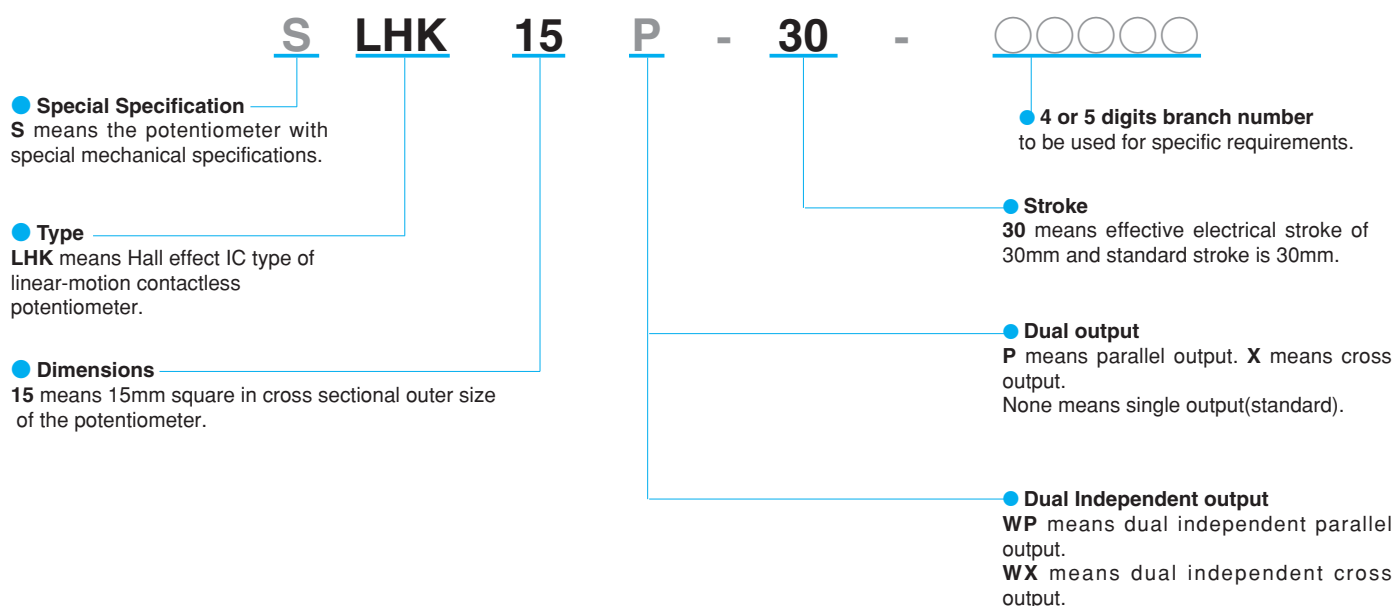 S LHK 15 P - 30 - ○○○○○
● Special Specification
S means the potentiometer with
special mechanical specifications.
● Type
LHK means Hall effect IC type of
linear-motion contactless
potentiometer.
● Dimensions
15 means 15mm square in cross sectional outer size
of the potentiometer.
● 4 or 5 digits branch number
to be used for specific requirements.
● Stroke
30 means effective electrical stroke of
30mm and standard stroke is 30mm.
● Dual output
P means parallel output. X means cross
output.
None means single output(standard).
● Dual Independent output
WP means dual independent parallel
output.
WX means dual independent cross
output.